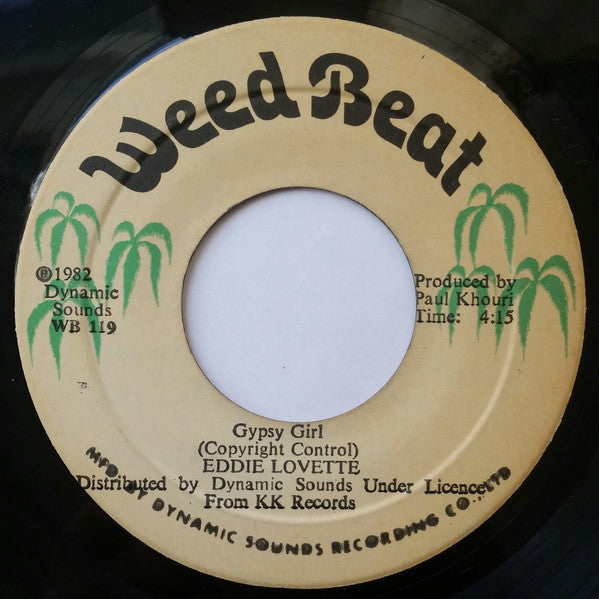 Weed Beat
℗1982
Dynamic
Sounds
WB 119
Produced by
Paul Khouri
Time: 4:15
Gypsy Girl
(Copyright Control)
EDDIE LOVETTE
Distributed by Dynamic Sounds Under Licence
From KK Records
MFD. BY DYNAMIC SOUNDS RECORDING CO., LTD